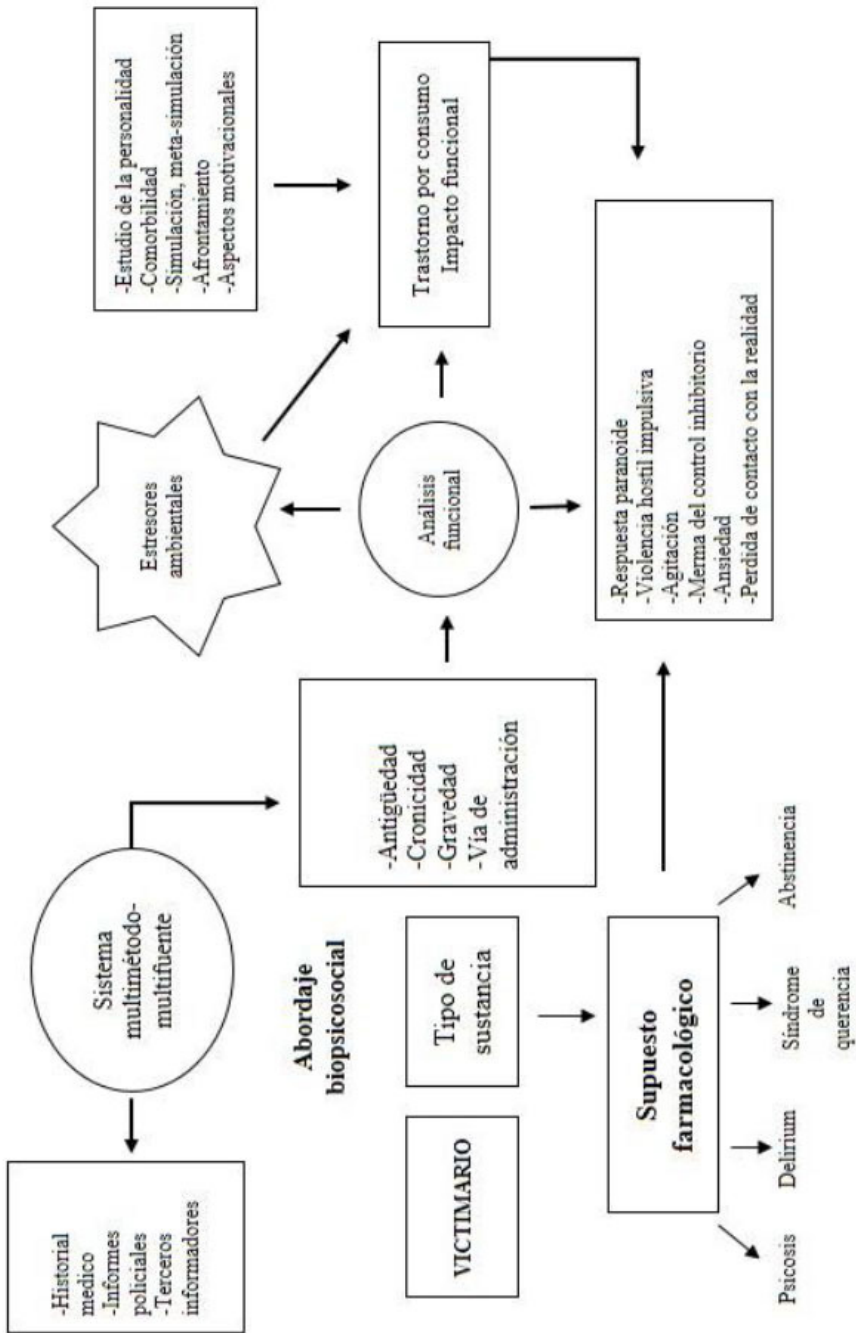 -Historial
medico
-Informes
policiales
-Terceros
informadores
Sistema
multimétodo-
multifuente
Estresores
ambientales
-Estudio de la personalidad
-Comorbilidad
-Simulación, meta-simulación
-Afrontamiento
-Aspectos motivacionales
Abordaje
biopsicosocial
-Antigüedad
-Cronicidad
-Gravedad
-Vía de
administración
Análisis
funcional
Trastorno por consumo
Impacto funcional
VICTIMARIO
Tipo de
sustancia
Supuesto
farmacológico
-Respuesta paranoide
-Violencia hostil impulsiva
-Agitación
-Merma del control inhibitorio
-Ansiedad
-Perdida de contacto con la realidad
Psicosis
Delirium
Síndrome
de
querencia
Abstinencia